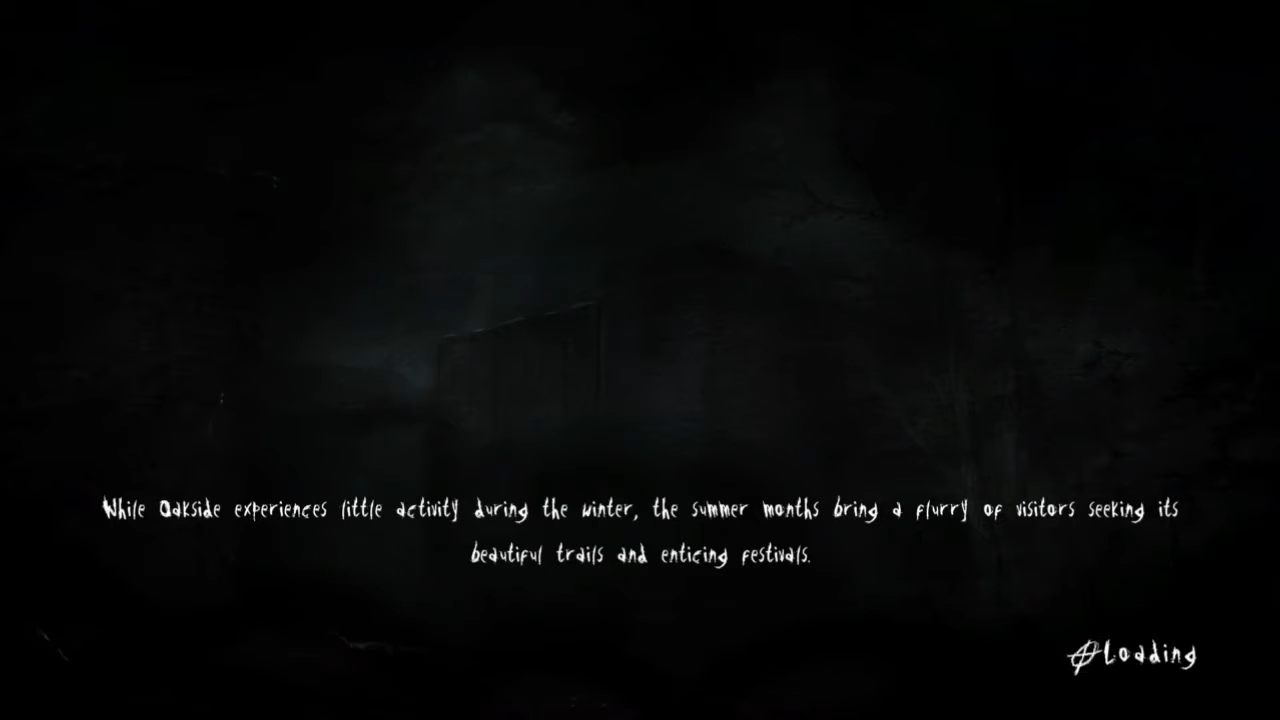 While Oakside experiences little activity during the winter, the summer months bring a flurry of visitors seeking its
beautiful trails and enticing festivals.
Loading